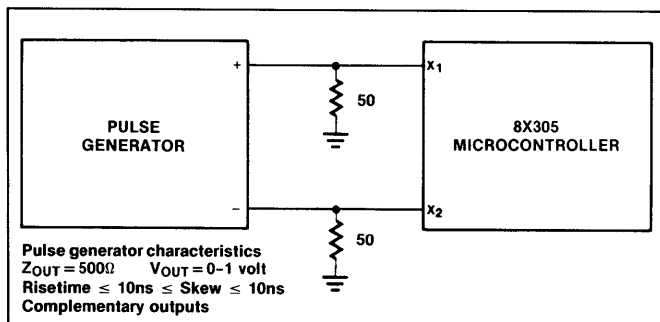 PULSE
GENERATOR
+
−
50
50
X1
X2
8X305
MICROCONTROLLER
Pulse generator characteristics
ZOUT = 500Ω VOUT = 0-1 volt
Risetime ≤ 10ns ≤ Skew ≤ 10ns
Complementary outputs